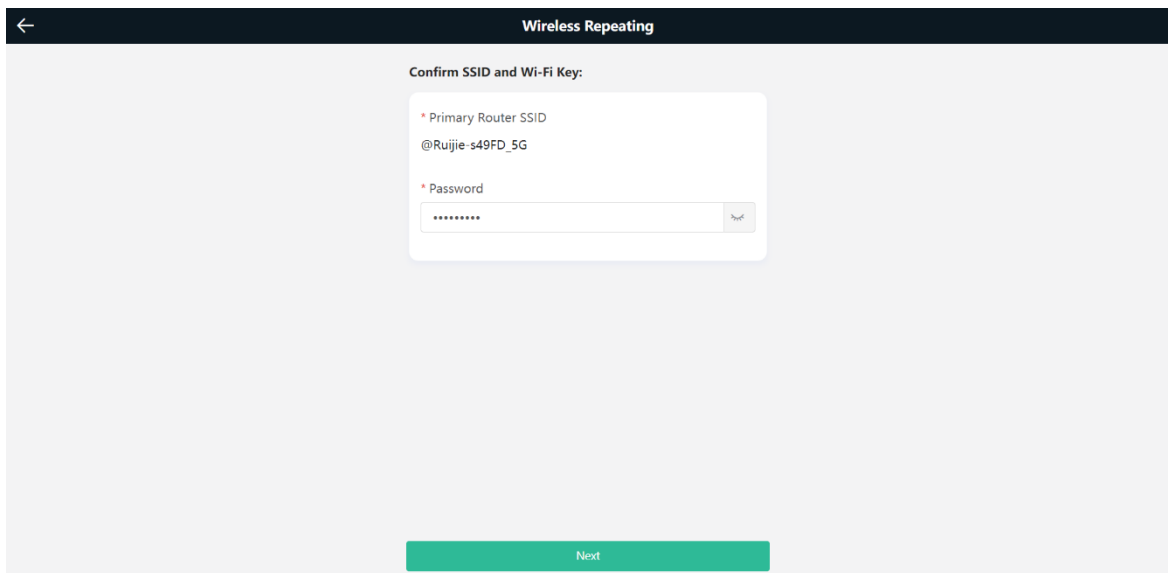 Wireless Repeating
Confirm SSID and Wi-Fi Key:
* Primary Router SSID
@Ruijie-s49FD_5G
* Password
•••••••••
Next